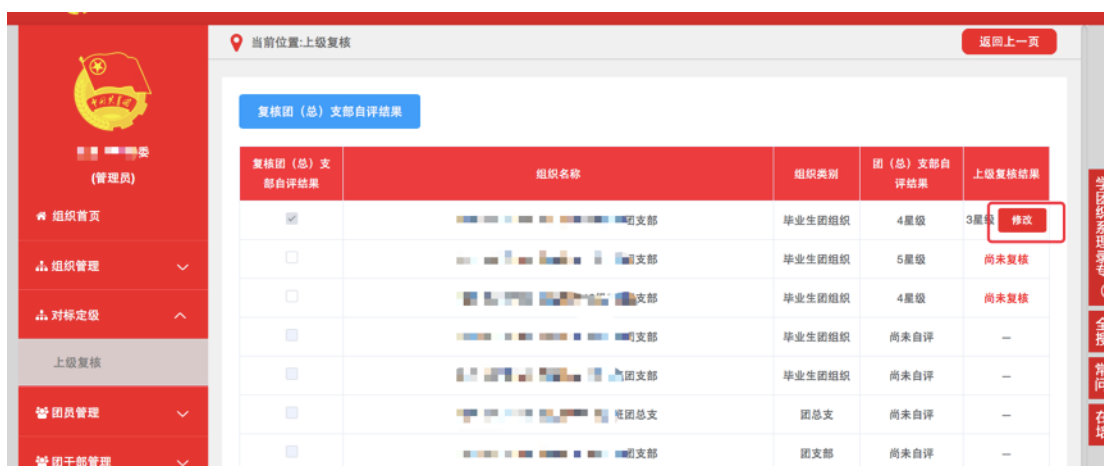 当前位置:上级复核
返回上一页
中国共青团
委
(管理员)
组织首页
组织管理
对标定级
上级复核
团员管理
团干部管理
复核团（总）支部自评结果
复核团（总）支
部自评结果
组织名称
组织类别
团（总）支部自
评结果
上级复核结果
团支部
毕业生团组织
4星级
3星级
修改
支部
毕业生团组织
5星级
尚未复核
支部
毕业生团组织
4星级
尚未复核
支部
毕业生团组织
尚未自评
—
团支部
毕业生团组织
尚未自评
—
班团总支
团总支
尚未自评
—
团支部
团支部
尚未自评
—